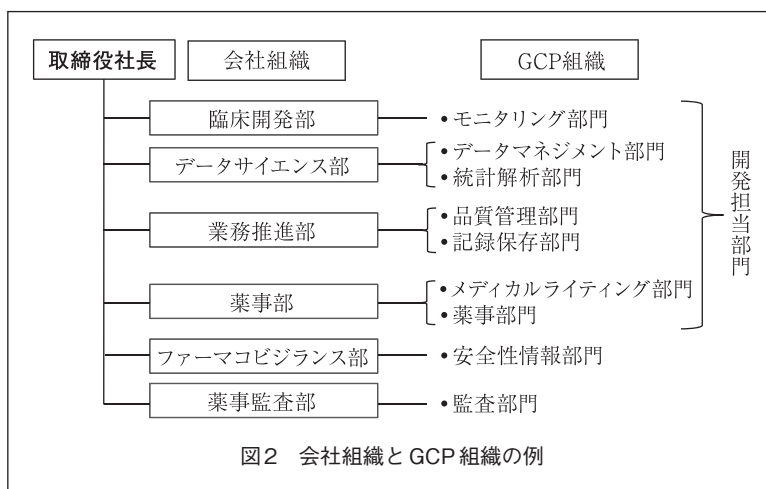 取締役社長 会社組織 GCP組織
臨床開発部 • モニタリング部門
データサイエンス部 • データマネジメント部門
• 統計解析部門
業務推進部 • 品質管理部門
• 記録保存部門
薬事部 • メディカルライティング部門
• 薬事部門
ファーマコビジランス部 • 安全性情報部門
薬事監査部 • 監査部門
開発担当部門
図2 会社組織とGCP組織の例